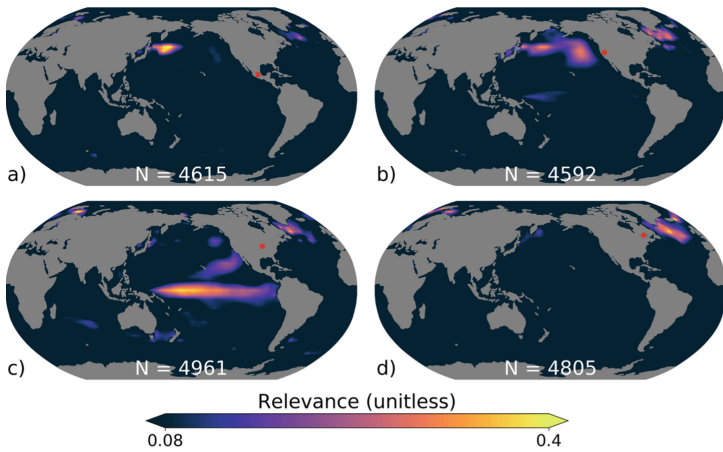 a) N = 4615
b) N = 4592
c) N = 4961
d) N = 4805
Relevance (unitless)
0.08 0.4